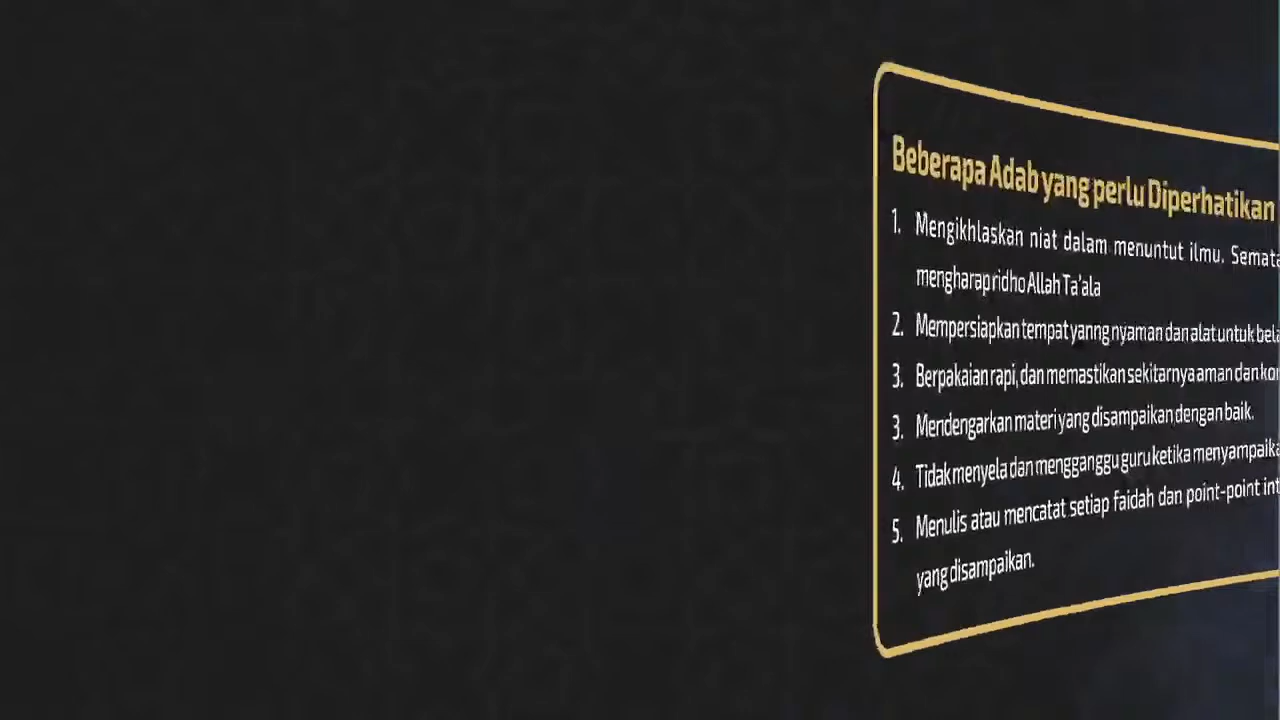 Beberapa Adab yang perlu Diperhatikan
1. Mengikhlaskan niat dalam menuntut ilmu. Semata
mengharap ridho Allah Ta'ala
2. Mempersiapkan tempat yanng nyaman dan alat untuk
3. Berpakaian rapi, dan memastikan sekitarnya aman dan
3. Mendengarkan materi yang disampaikan dengan baik.
4. Tidak menyela dan mengganggu guru ketika
5. Menulis atau mencatat setiap faidah dan point-point
yang disampaikan.